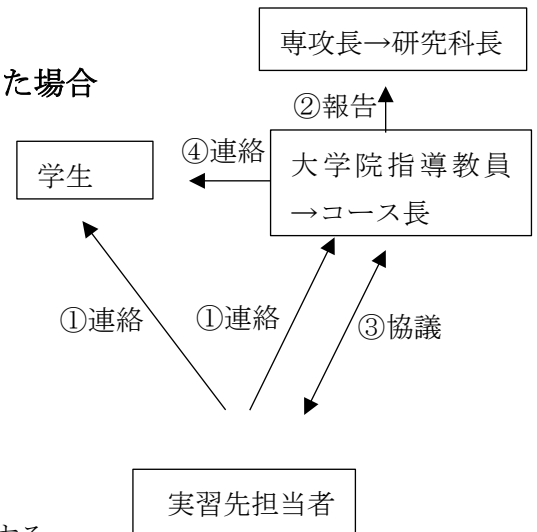 専攻長→研究科長
た場合
②報告
④連絡
大学院指導教員
→コース長
学生
①連絡
①連絡
③協議
実習先担当者
する